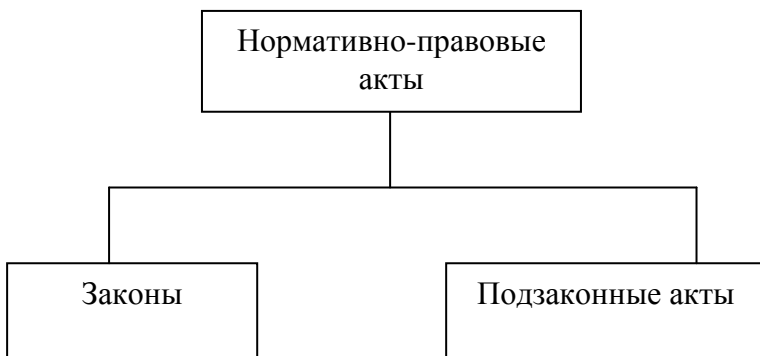 Нормативно-правовые
акты
Законы
Подзаконные акты